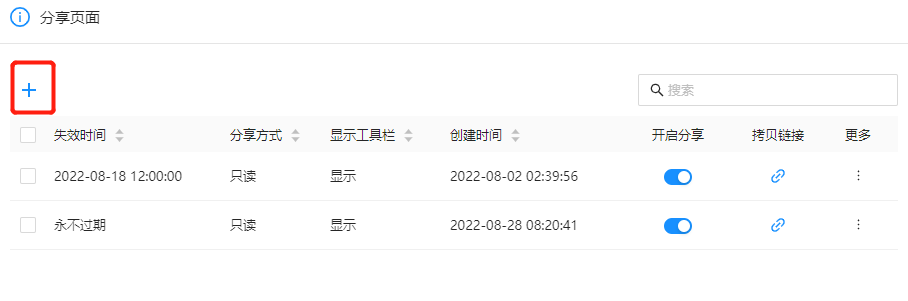 分享页面
搜索
失效时间 分享方式 显示工具栏 创建时间 开启分享 拷贝链接 更多
2022-08-18 12:00:00 只读 显示 2022-08-02 02:39:56
永不过期 只读 显示 2022-08-28 08:20:41